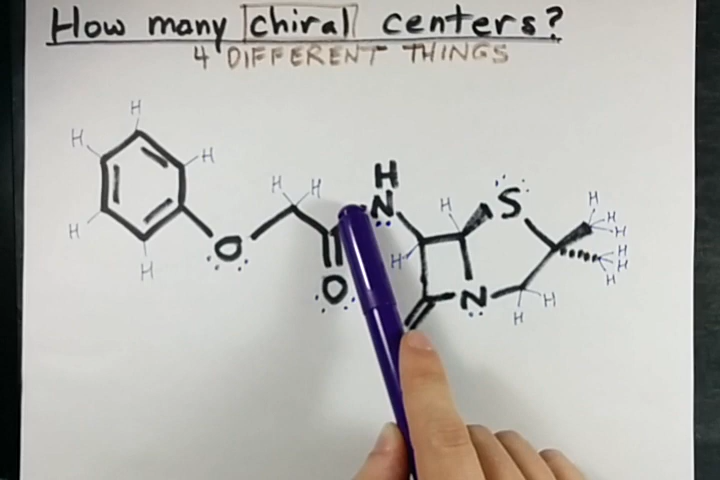 How many chiral centers?
4 DIFFERENT THINGS
H
H H
H H H
H N S H
H H H
H H H
O H H
H O N H
H H